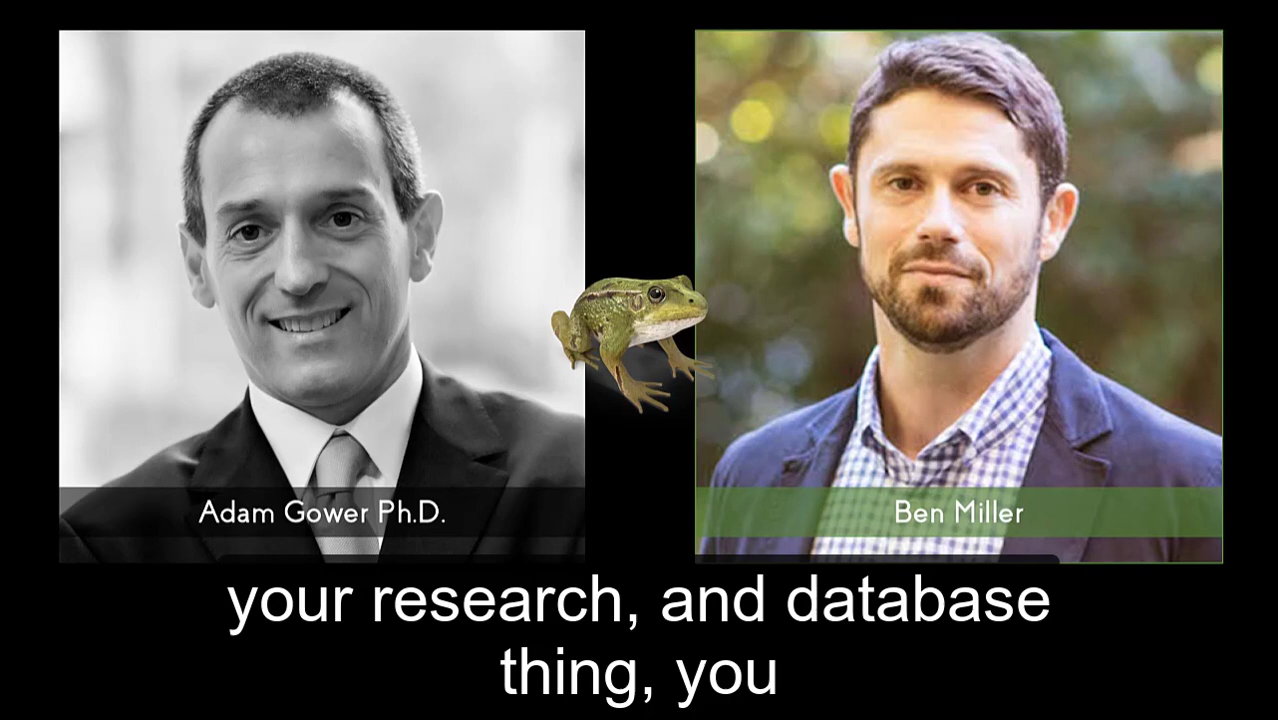 Adam Gower Ph.D.
Ben Miller
your research, and database
thing, you